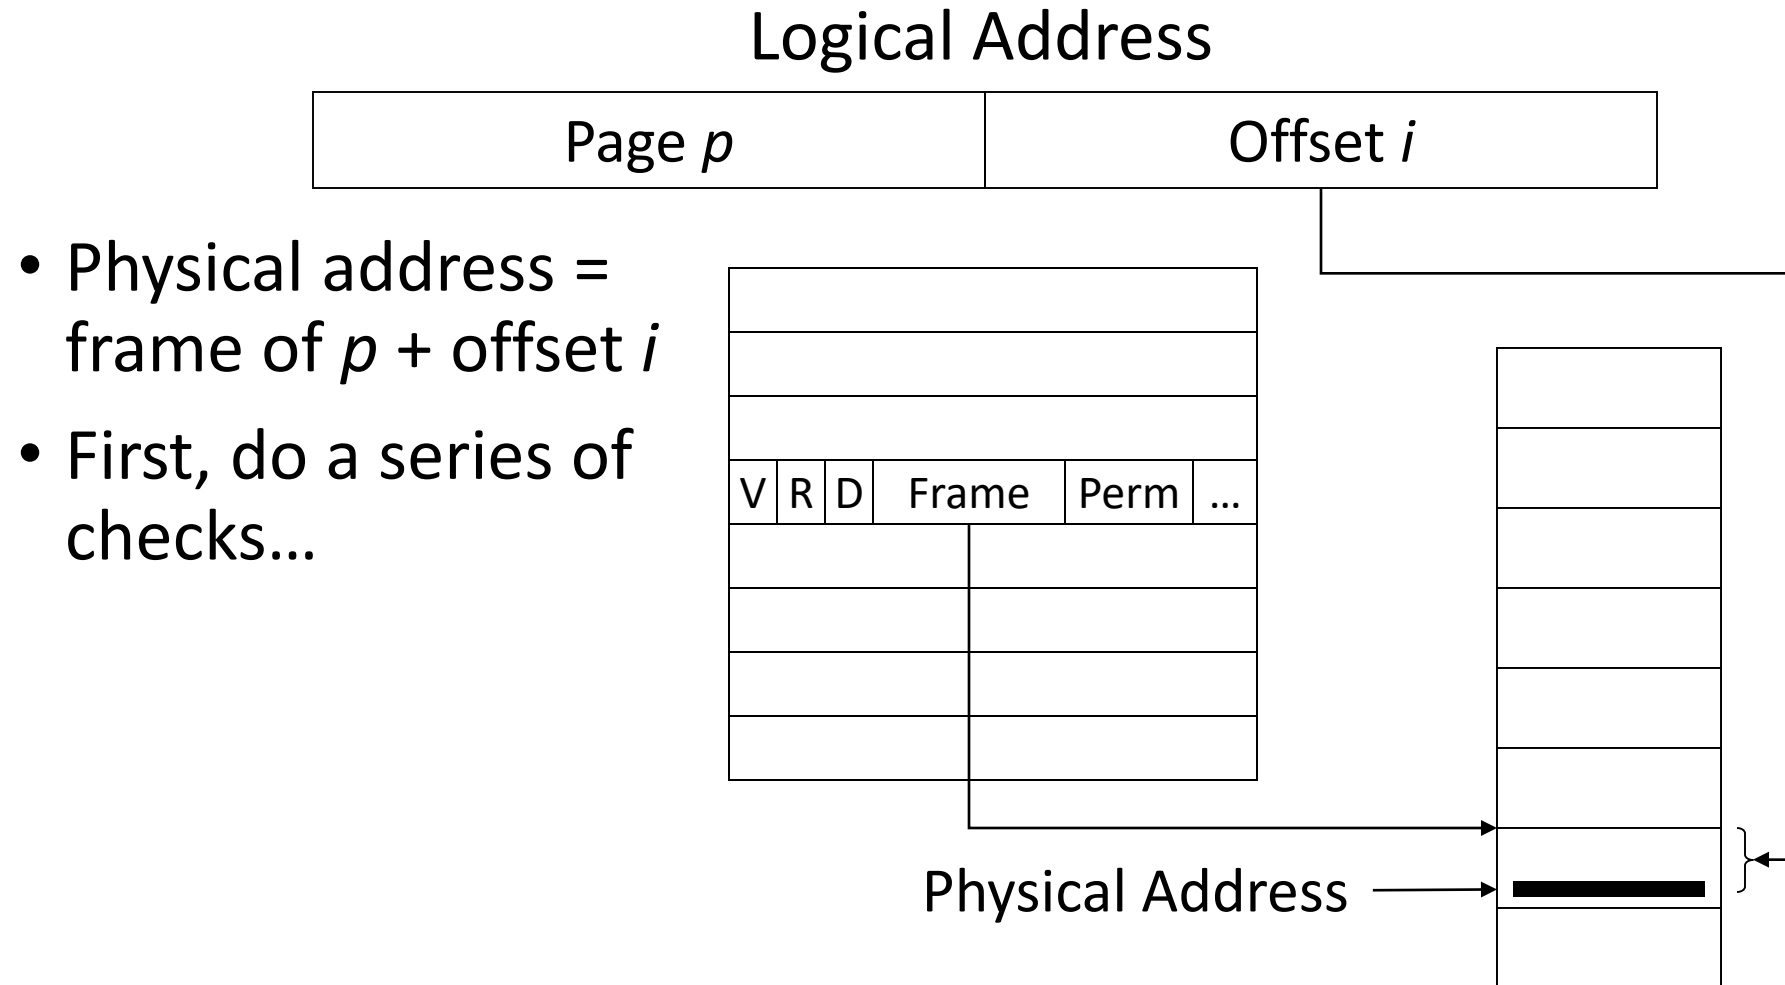 Logical Address
Page p
Offset i
• Physical address =
frame of p + offset i
• First, do a series of
checks…
V R D Frame Perm …
Physical Address